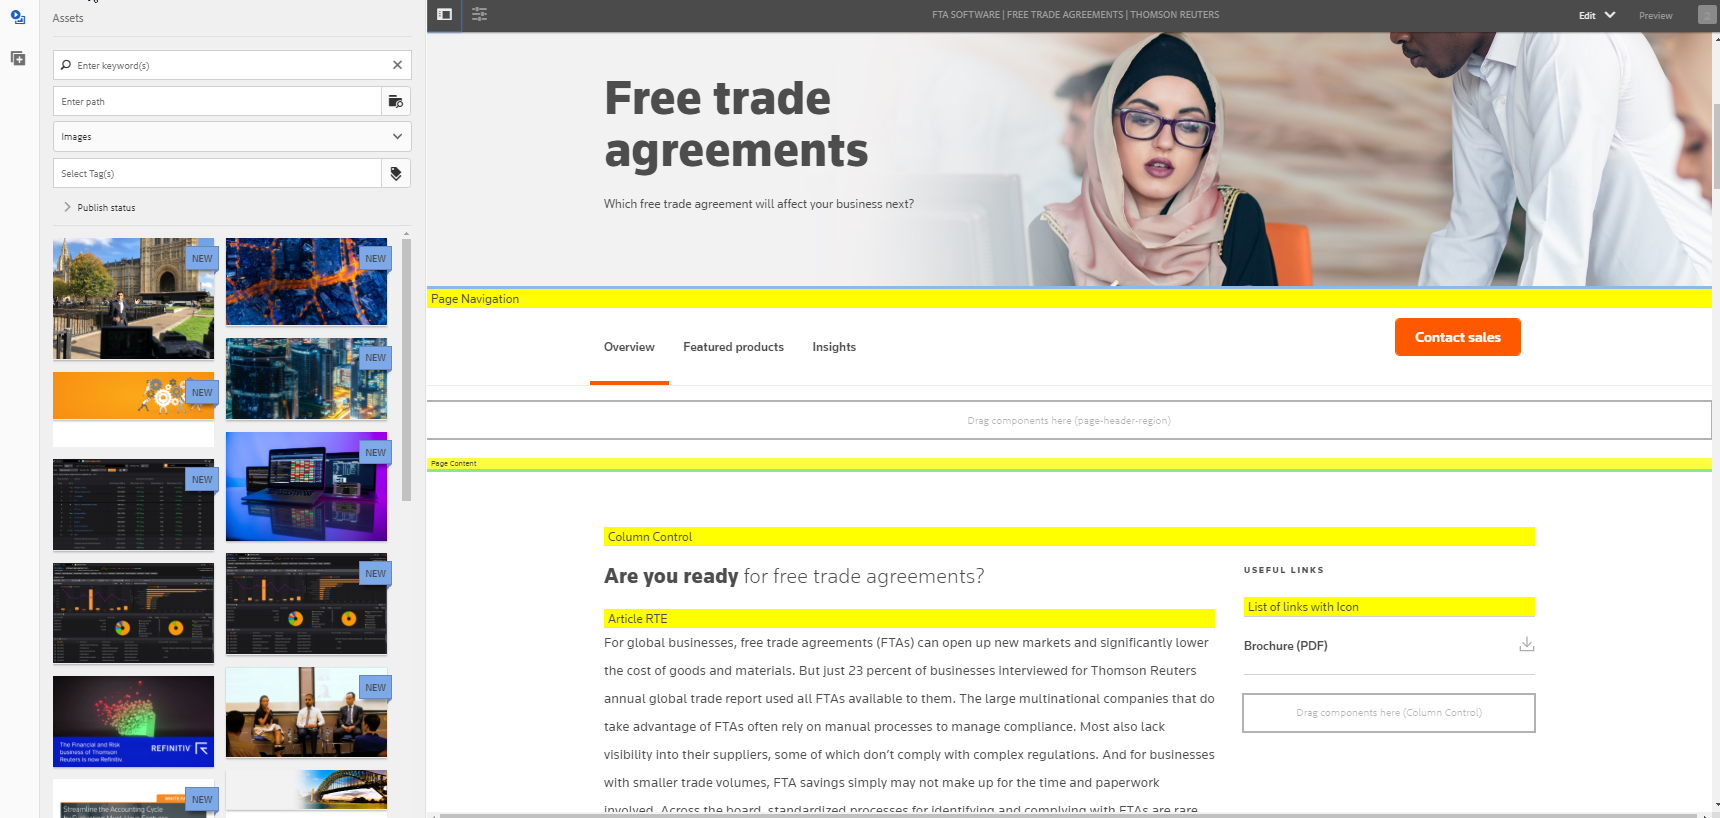 Assets
Enter keyword(s)
Enter path
Images
Select Tag(s)
Publish status
NEW
NEW
NEW
NEW
NEW
NEW
NEW
NEW
The Financial and Risk
business of Thomson
Reuters is now Refinitiv
REFINITIV
NEW
Streamline the Accounting Cycle
FTA SOFTWARE | FREE TRADE AGREEMENTS | THOMSON REUTERS
Edit
Preview
2
Free trade
agreements
Which free trade agreement will affect your business next?
Page Navigation
Overview Featured products Insights
Contact sales
Drag components here (page-header-region)
Page Content
Column Control
Are you ready for free trade agreements?
Article RTE
For global businesses, free trade agreements (FTAs) can open up new markets and significantly lower
the cost of goods and materials. But just 23 percent of businesses interviewed for Thomson Reuters
annual global trade report used all FTAs available to them. The large multinational companies that do
take advantage of FTAs often rely on manual processes to manage compliance. Most also lack
visibility into their suppliers, some of which don't comply with complex regulations. And for businesses
with smaller trade volumes, FTA savings simply may not make up for the time and paperwork
involved. Across the board, standardized processes for identifying and complying with FTAs are rare
USEFUL LINKS
List of links with Icon
Brochure (PDF)
Drag components here (Column Control)